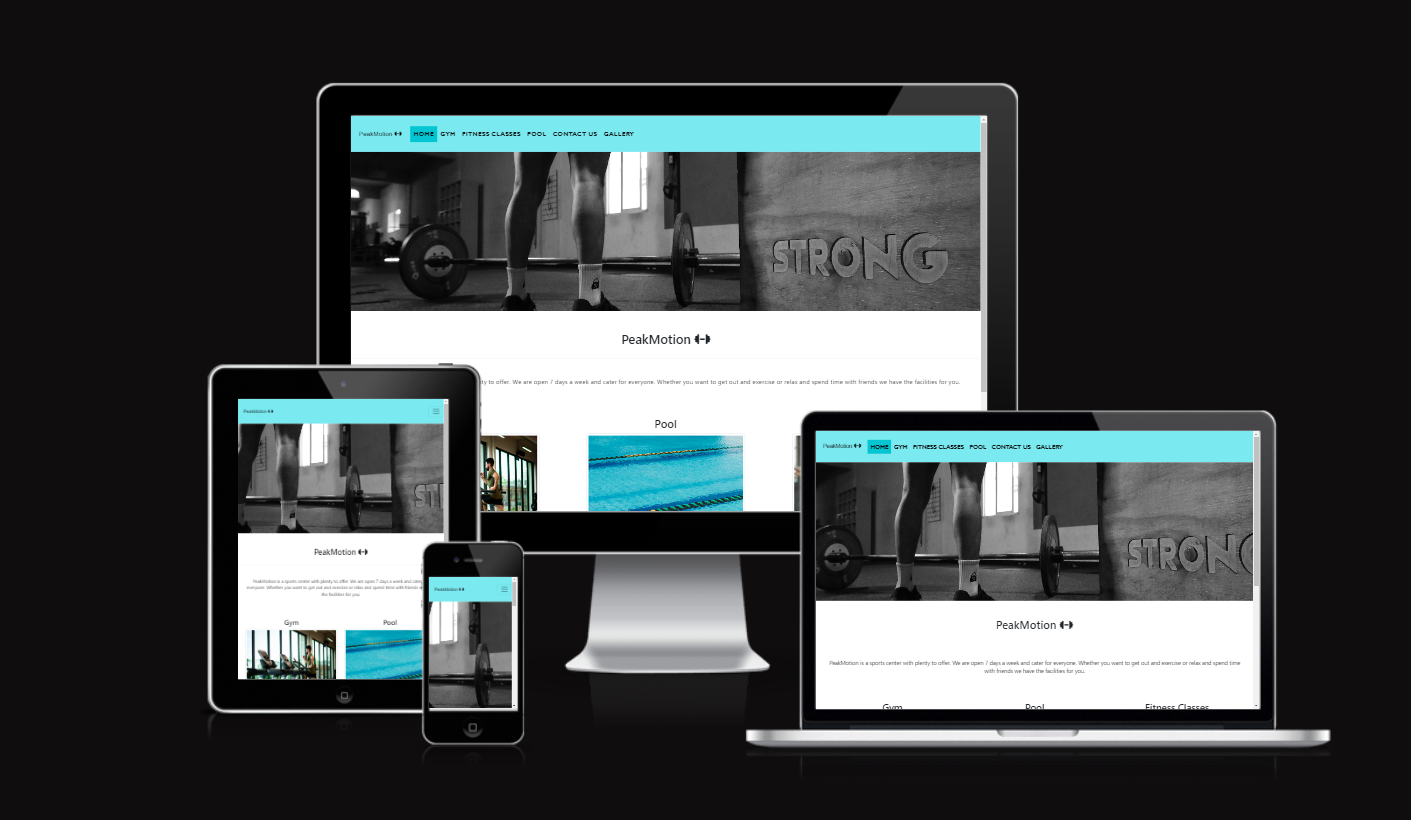 PeakMotion
HOME GYM FITNESS CLASSES POOL CONTACT US GALLERY
STRONG
PeakMotion
to offer. We are open 7 days a week and cater for everyone. Whether you want to get out and exercise or relax and spend time with friends we have the facilities for you.
Pool
PeakMotion
ST
PeakMotion
PeakMotion is a sports center with plenty to offer. We are open 7 days a week and
everyone. Whether you want to get out and exercise or relax and spend time with friends
the facilities for you.
Gym
Pool
PeakMotion
PeakMotion
HOME GYM FITNESS CLASSES POOL CONTACT US GALLERY
STRONG
PeakMotion
PeakMotion is a sports center with plenty to offer. We are open 7 days a week and cater for everyone. Whether you want to get out and exercise or relax and spend time
with friends we have the facilities for you.
Gym
Pool
Fitness Classes